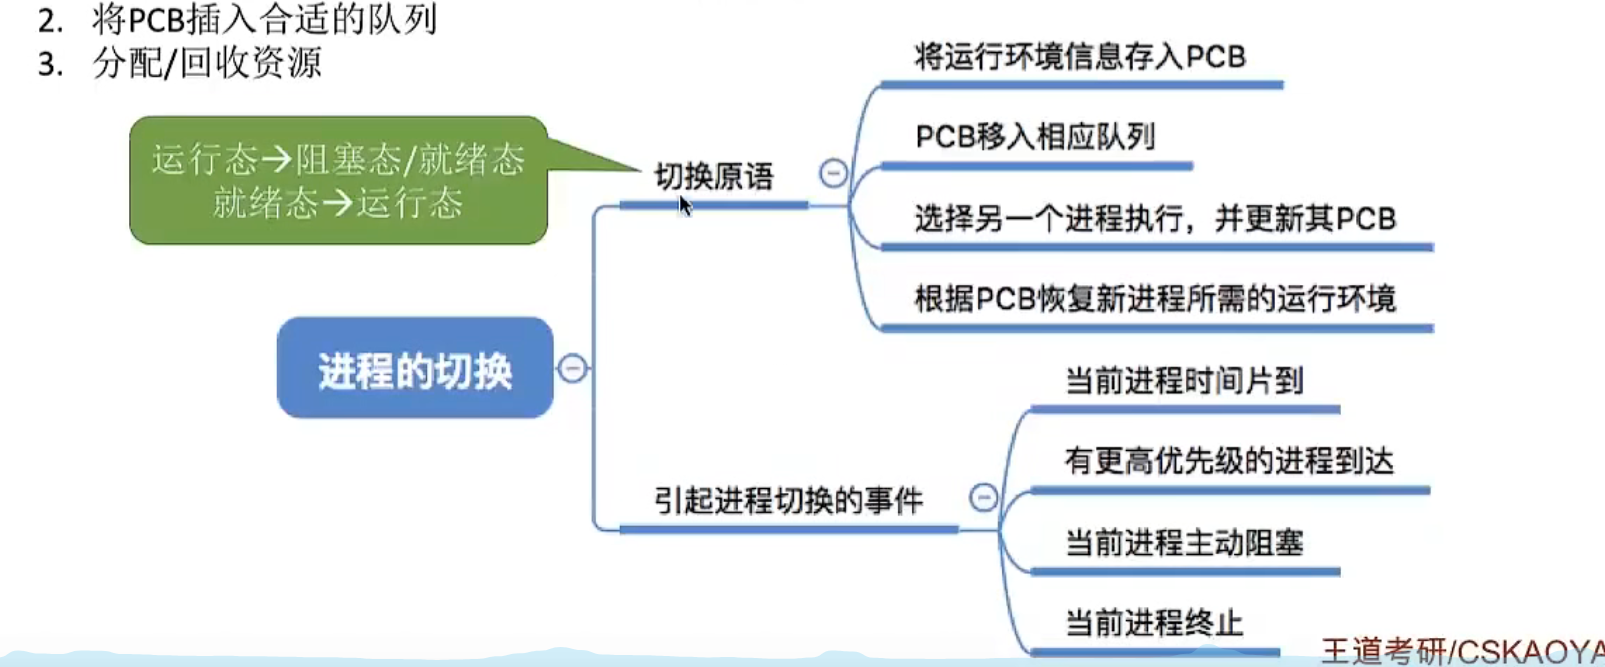 2. 将PCB插入合适的队列
3. 分配/回收资源
运行态→阻塞态/就绪态
就绪态→运行态
进程的切换
切换原语
将运行环境信息存入PCB
PCB移入相应队列
选择另一个进程执行，并更新其PCB
根据PCB恢复新进程所需的运行环境
引起进程切换的事件
当前进程时间片到
有更高优先级的进程到达
当前进程主动阻塞
当前进程终止
王道考研/CSKAOYA